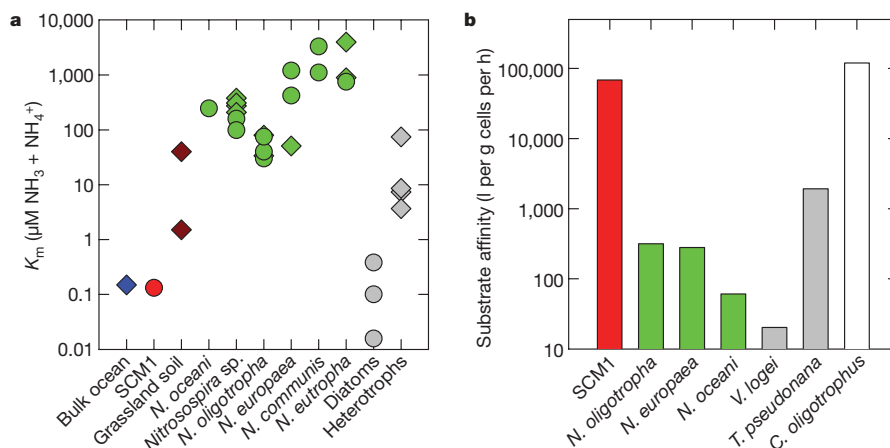 a
K_m (µM NH₃ + NH₄⁺)
10,000
1,000
100
10
1
0.1
0.01
Bulk ocean
SCM1
Grassland soil
N. oceani
Nitrosospira sp.
N. oligotropha
N. europaea
N. communis
N. eutropha
Diatoms
Heterotrophs
b
Substrate affinity (l per g cells per h)
100,000
10,000
1,000
100
10
SCM1
N. oligotropha
N. europaea
N. oceani
V. logei
T. pseudonana
C. oligotrophus